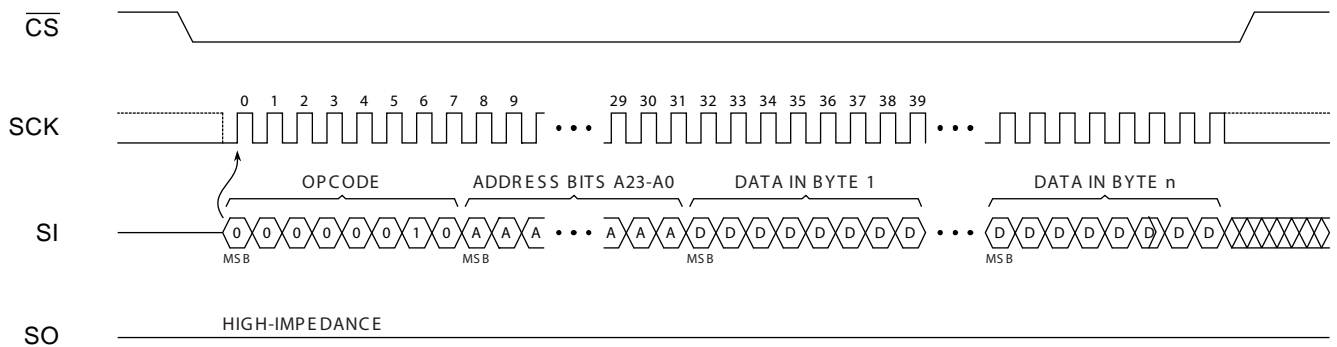 CS
0 1 2 3 4 5 6 7 8 9 29 30 31 32 33 34 35 36 37 38 39
SCK
OPCODE ADDRESS BITS A23-A0 DATA IN BYTE 1 DATA IN BYTE n
SI 0 0 0 0 0 0 1 0 A A A A A A D D D D D D D D D D D D D D D D
MSB MSB MSB MSB
HIGH-IMPEDANCE
SO